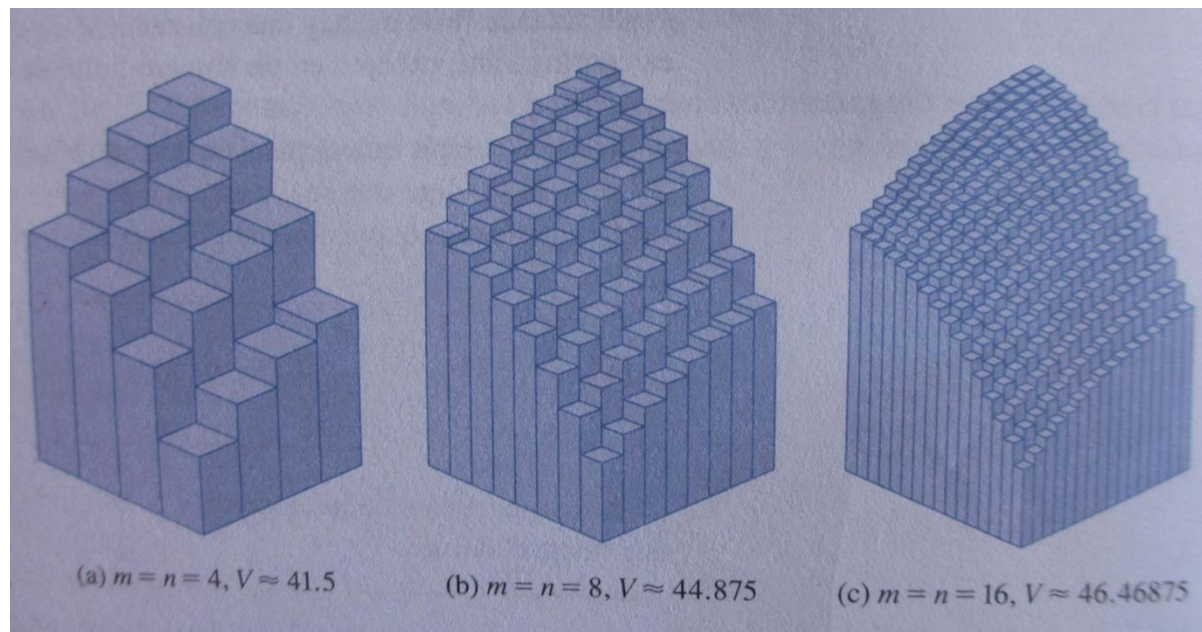 (a) m = n = 4, V ≈ 41.5
(b) m = n = 8, V ≈ 44.875
(c) m = n = 16, V ≈ 46.46875